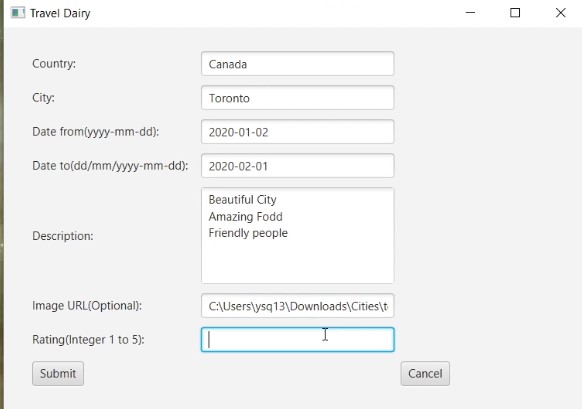 Travel Dairy
Country: Canada
City: Toronto
Date from(yyyy-mm-dd): 2020-01-02
Date to(dd/mm/yyyy-mm-dd): 2020-02-01
Description:
Beautiful City
Amazing Fodd
Friendly people
Image URL(Optional): C:\Users\ysq13\Downloads\Cities\t
Rating(Integer 1 to 5):
Submit Cancel